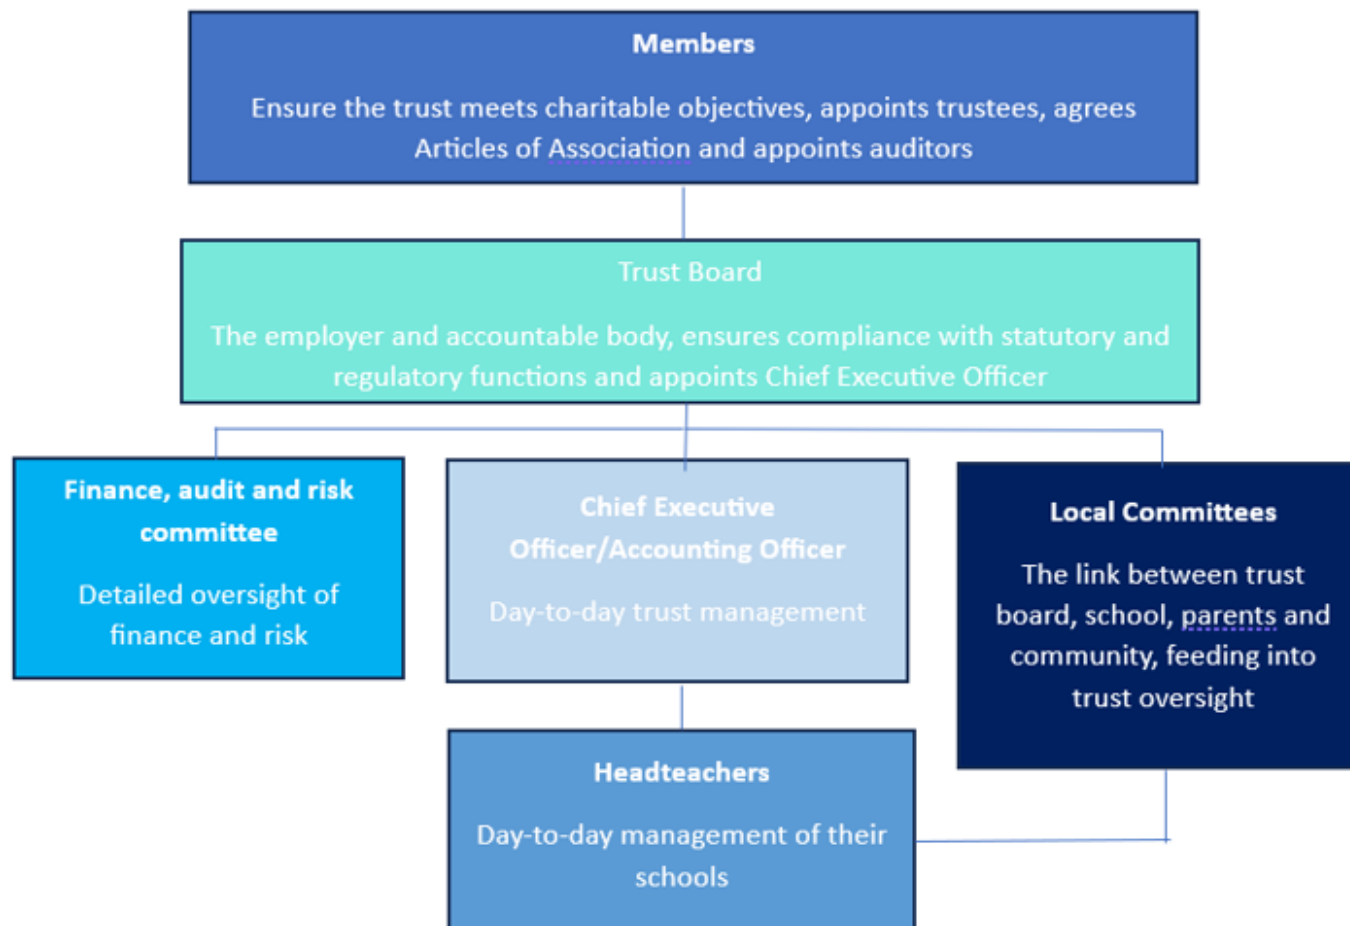 Members
Ensure the trust meets charitable objectives, appoints trustees, agrees
Articles of Association and appoints auditors
Trust Board
The employer and accountable body, ensures compliance with statutory and
regulatory functions and appoints Chief Executive Officer
Finance, audit and risk
committee
Detailed oversight of
finance and risk
Chief Executive
Officer/Accounting Officer
Day-to-day trust management
Local Committees
The link between trust
board, school, parents and
community, feeding into
trust oversight
Headteachers
Day-to-day management of their
schools